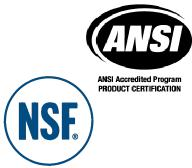 ANSI
ANSI Accredited Program
PRODUCT CERTIFICATION
NSF®